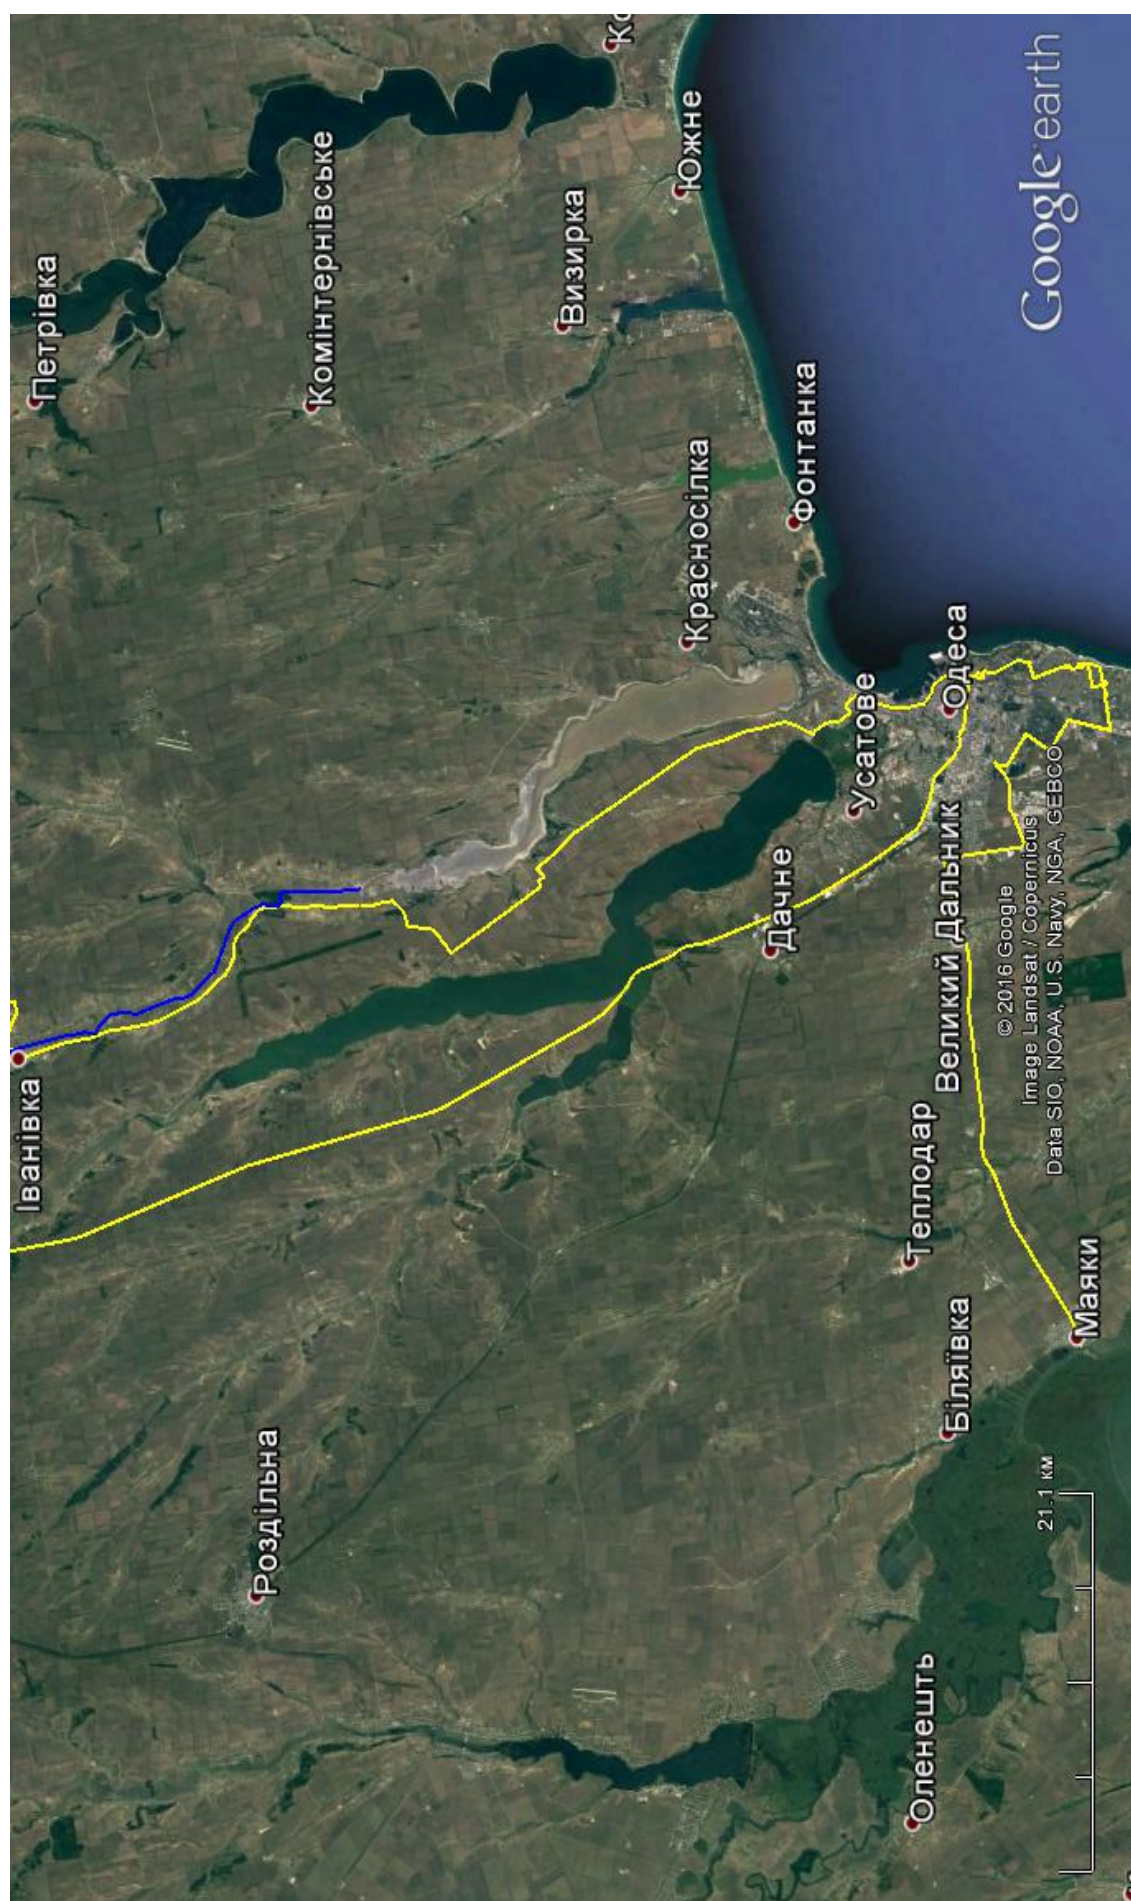 Петрівка
Ко
Комінтернівське
Южне
Визирка
Google earth
Фонтанка
Красносілка
Одеса
Усатове
Дачне
Великий Дальник
© 2016 Google
Image Landsat / Copernicus
Data SIO, NOAA, U.S. Navy, NGA, GEBCO
Іванівка
Теплодар
Маяки
Біляївка
Роздільна
21.1 км
Оленешть